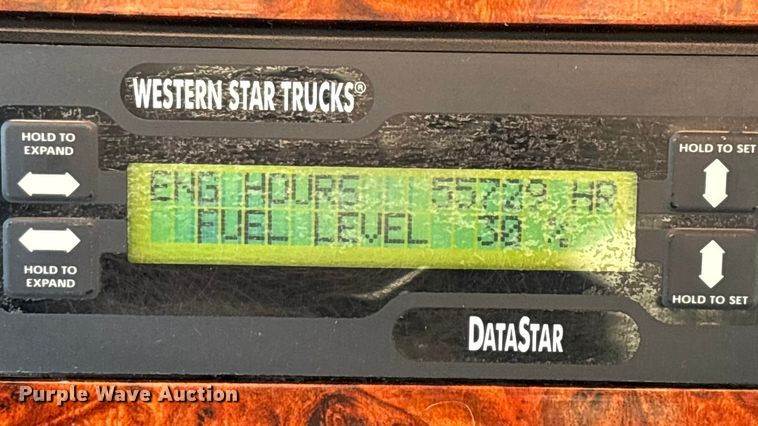 WESTERN STAR TRUCKS®
HOLD TO
EXPAND
HOLD TO SET
ENG HOURS 55729 HR
FUEL LEVEL 30 %
HOLD TO
EXPAND
HOLD TO SET
DATASTAR
Purple Wave Auction